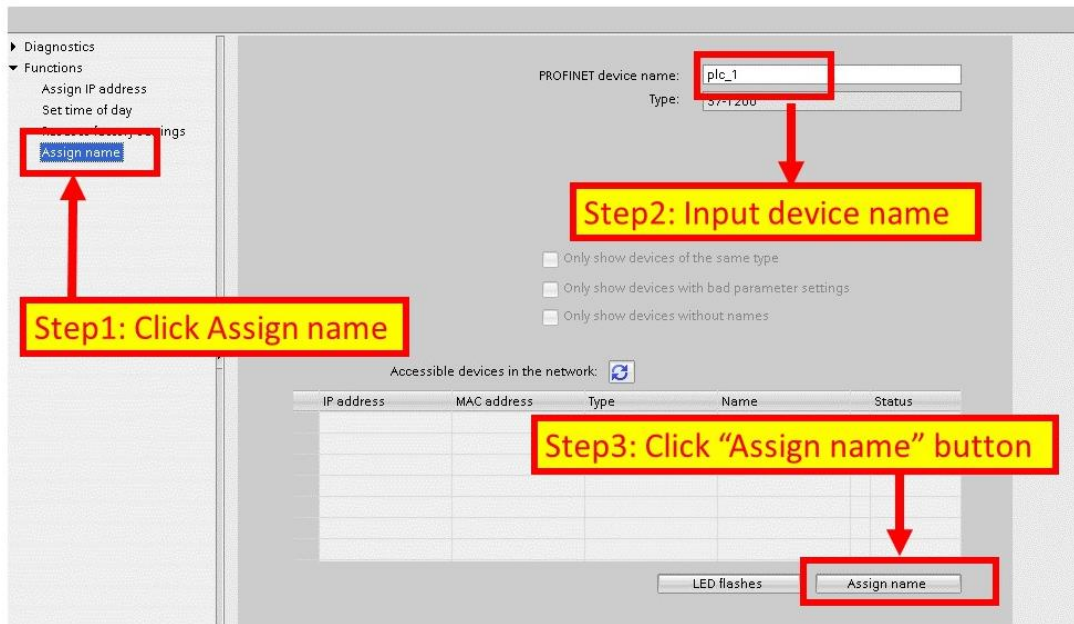 Diagnostics
Functions
Assign IP address
Set time of day
settings
Assign name
PROFINET device name: plc_1
Type: S7-1200
Step2: Input device name
Only show devices of the same type
Only show devices with bad parameter settings
Only show devices without names
Step1: Click Assign name
Accessible devices in the network:
IP address MAC address Type Name Status
Step3: Click “Assign name” button
LED flashes Assign name